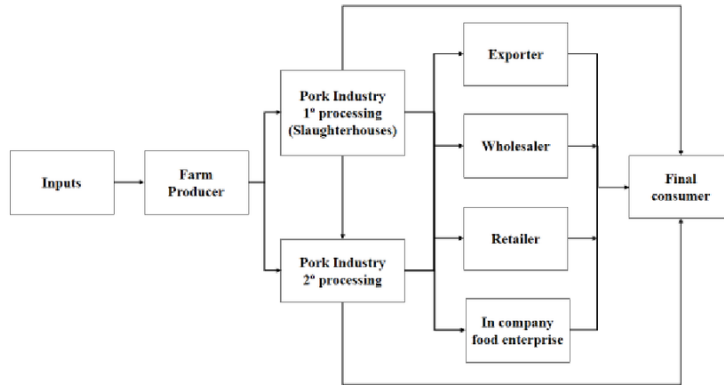 Inputs
Farm
Producer
Pork Industry
1º processing
(Slaughterhouses)
Pork Industry
2º processing
Exporter
Wholesaler
Retailer
In company
food enterprise
Final
consumer